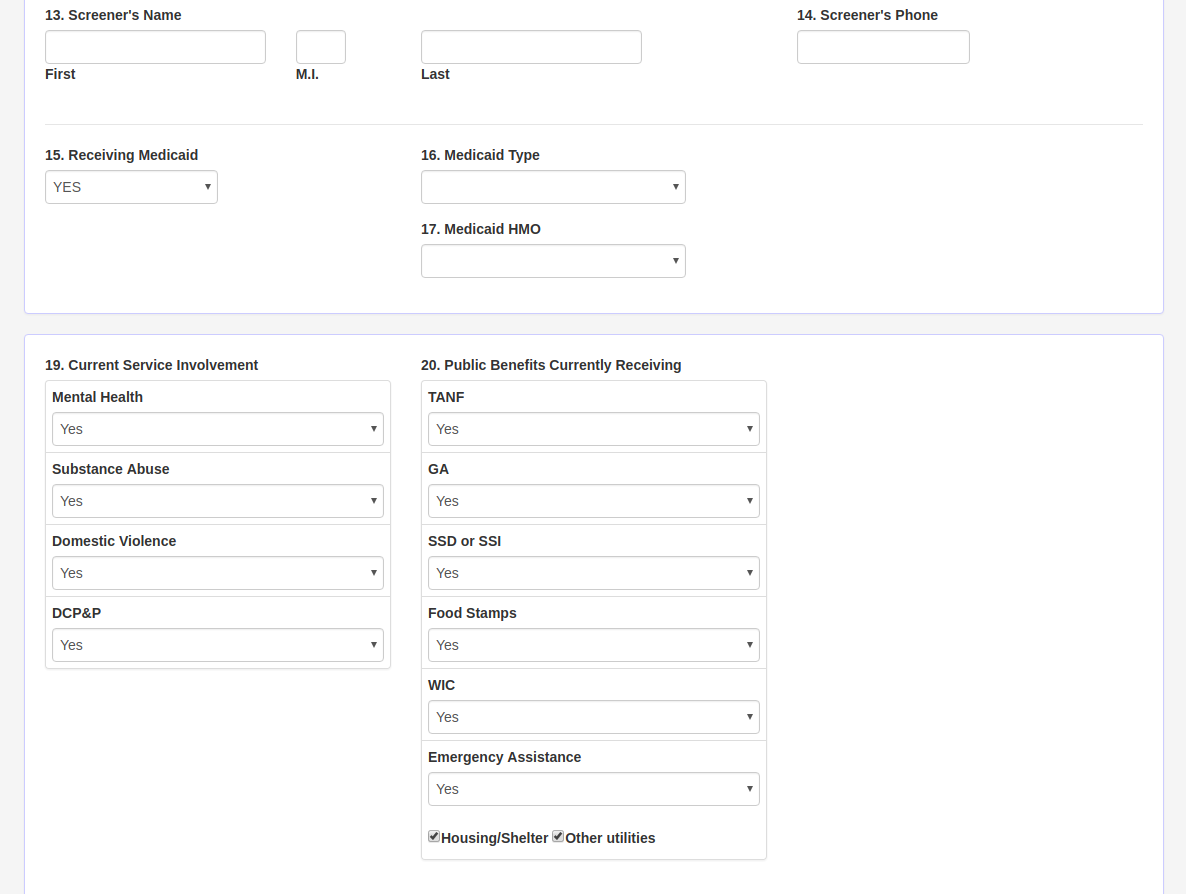 13. Screener's Name
14. Screener's Phone
First
M.I.
Last
15. Receiving Medicaid
YES
16. Medicaid Type
17. Medicaid HMO
19. Current Service Involvement
Mental Health
Yes
Substance Abuse
Yes
Domestic Violence
Yes
DCP&P
Yes
20. Public Benefits Currently Receiving
TANF
Yes
GA
Yes
SSD or SSI
Yes
Food Stamps
Yes
WIC
Yes
Emergency Assistance
Yes
Housing/Shelter Other utilities